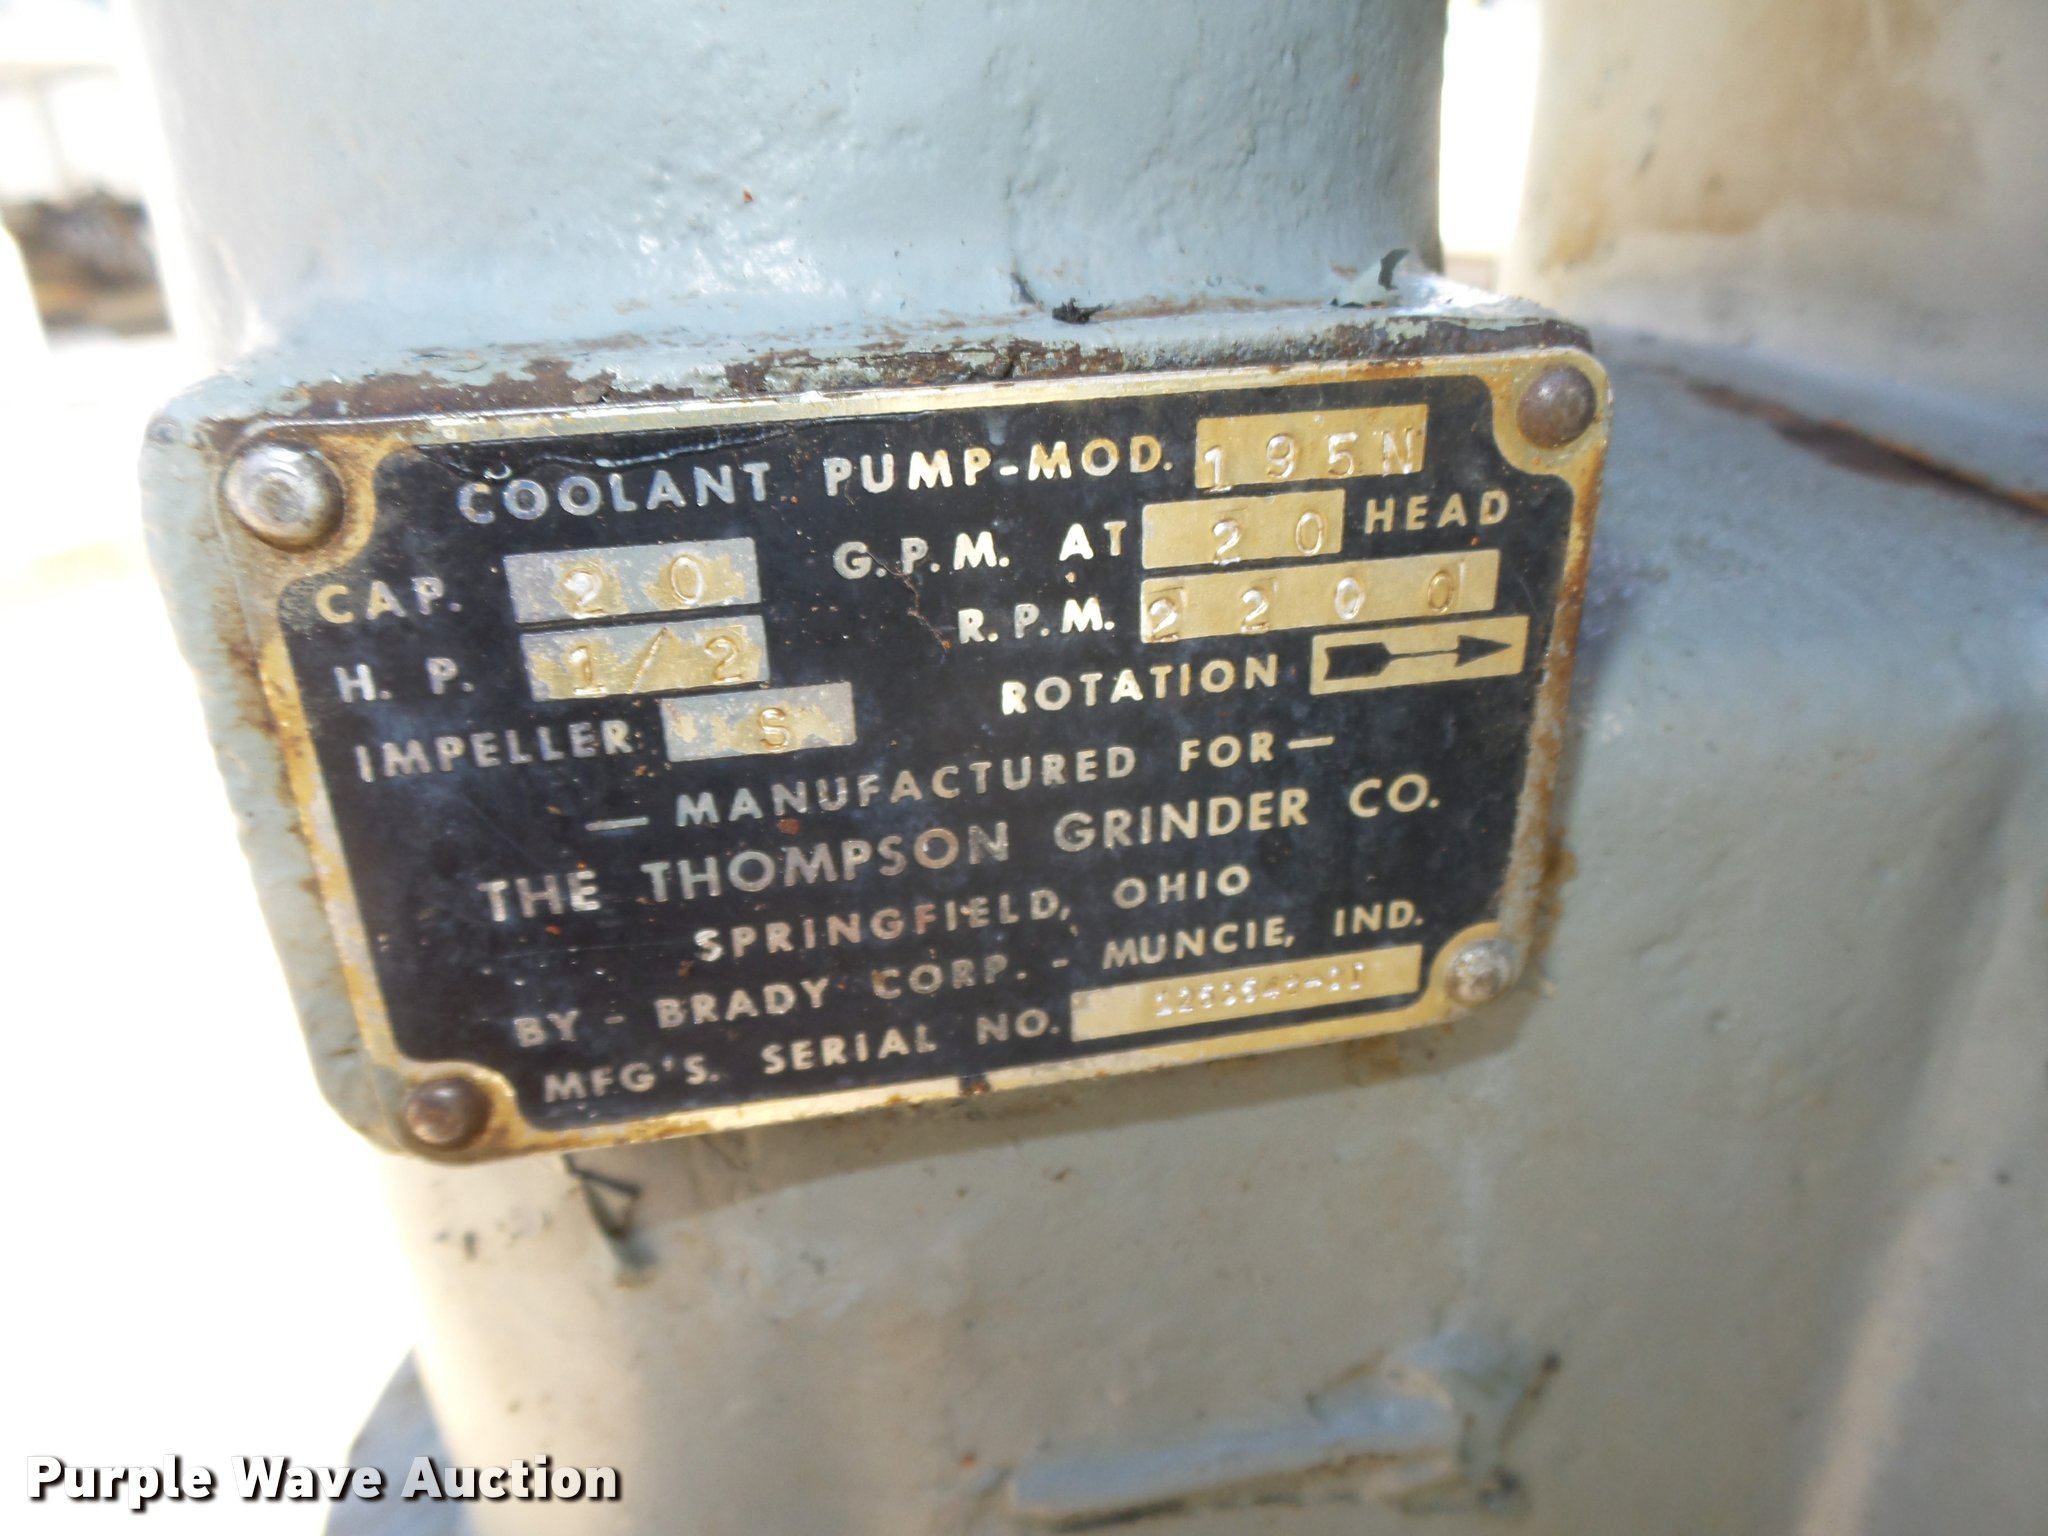 COOLANT PUMP-MOD. 195N
CAP. 20 G.P.M. AT 20 HEAD
H. P. 1/2 R.P.M. 2200
IMPELLER S ROTATION
— MANUFACTURED FOR —
THE THOMPSON GRINDER CO.
SPRINGFIELD, OHIO
BY - BRADY CORP. - MUNCIE, IND.
MFG'S. SERIAL NO.
Purple Wave Auction